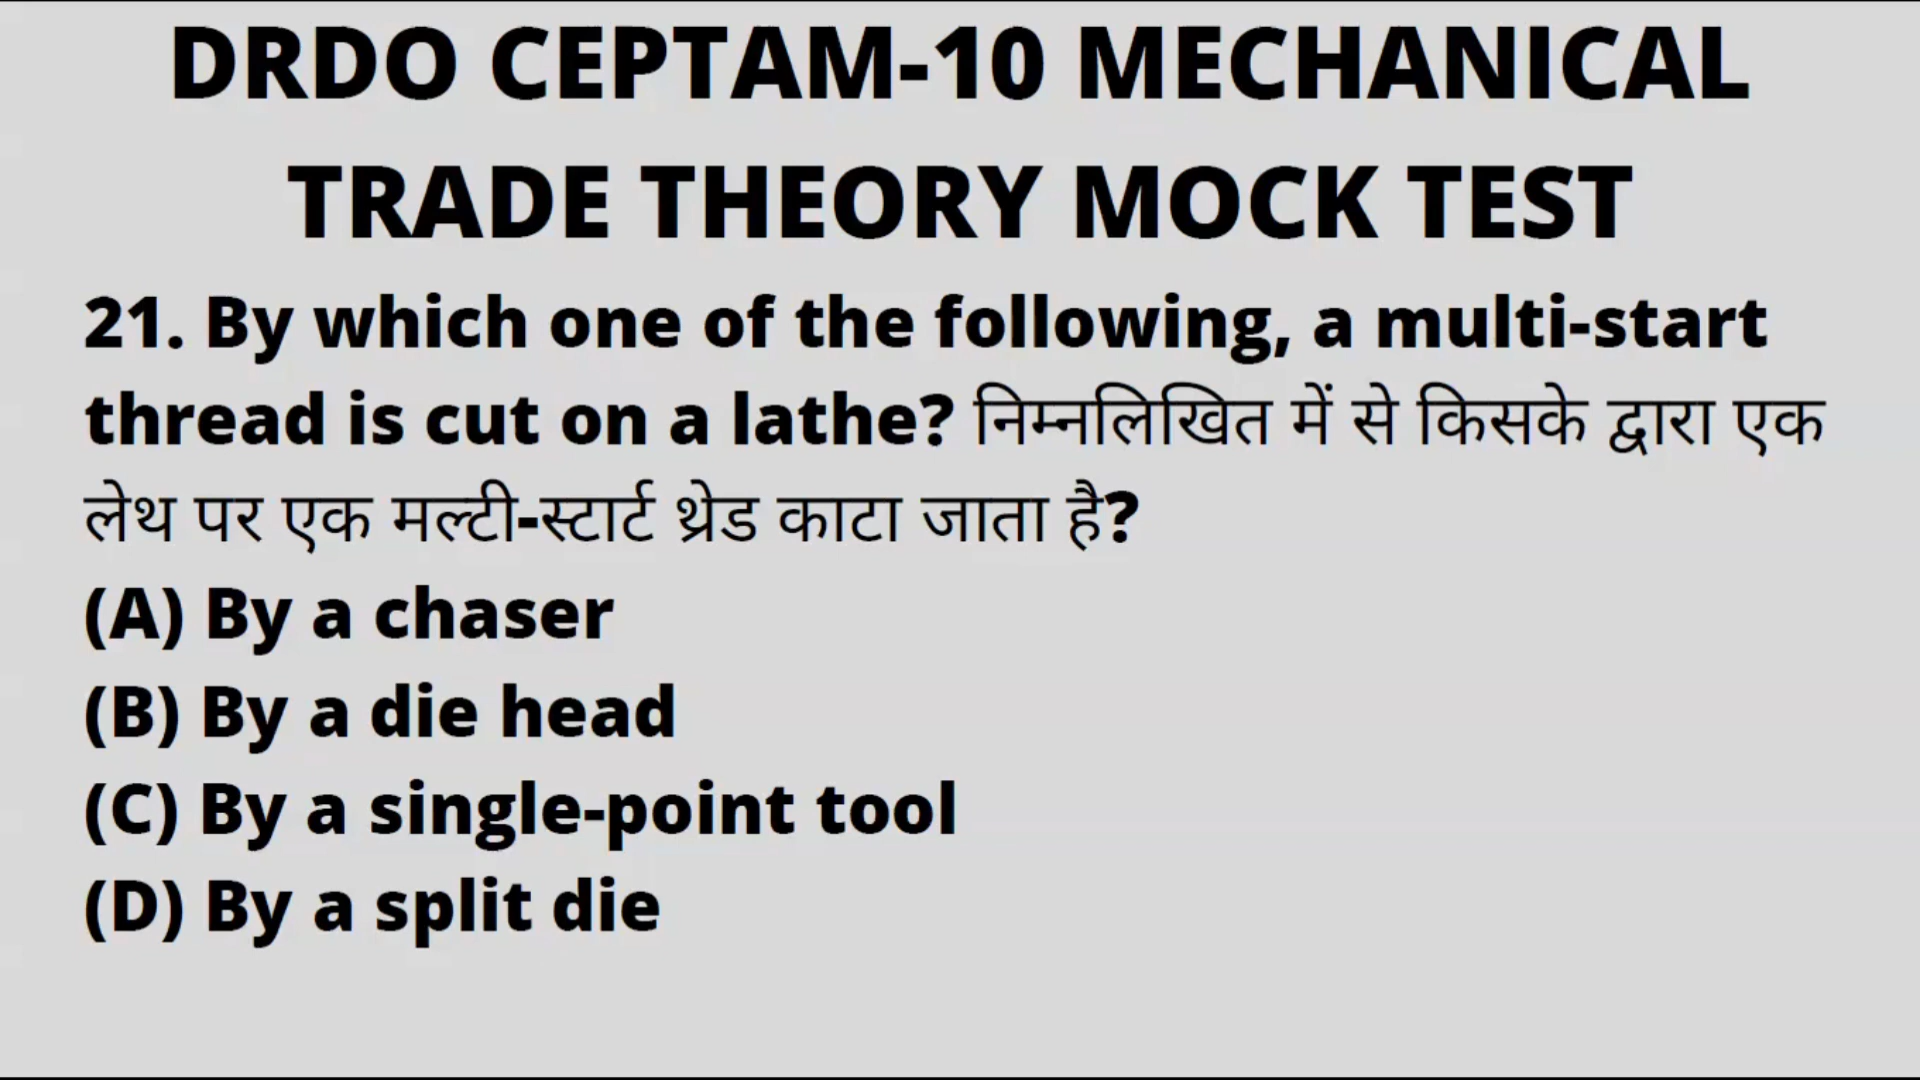 DRDO CEPTAM-10 MECHANICAL
TRADE THEORY MOCK TEST
21. By which one of the following, a multi-start
thread is cut on a lathe? निम्नलिखित में से किसके द्वारा एक
लेथ पर एक मल्टी-स्टार्ट थ्रेड काटा जाता है?
(A) By a chaser
(B) By a die head
(C) By a single-point tool
(D) By a split die